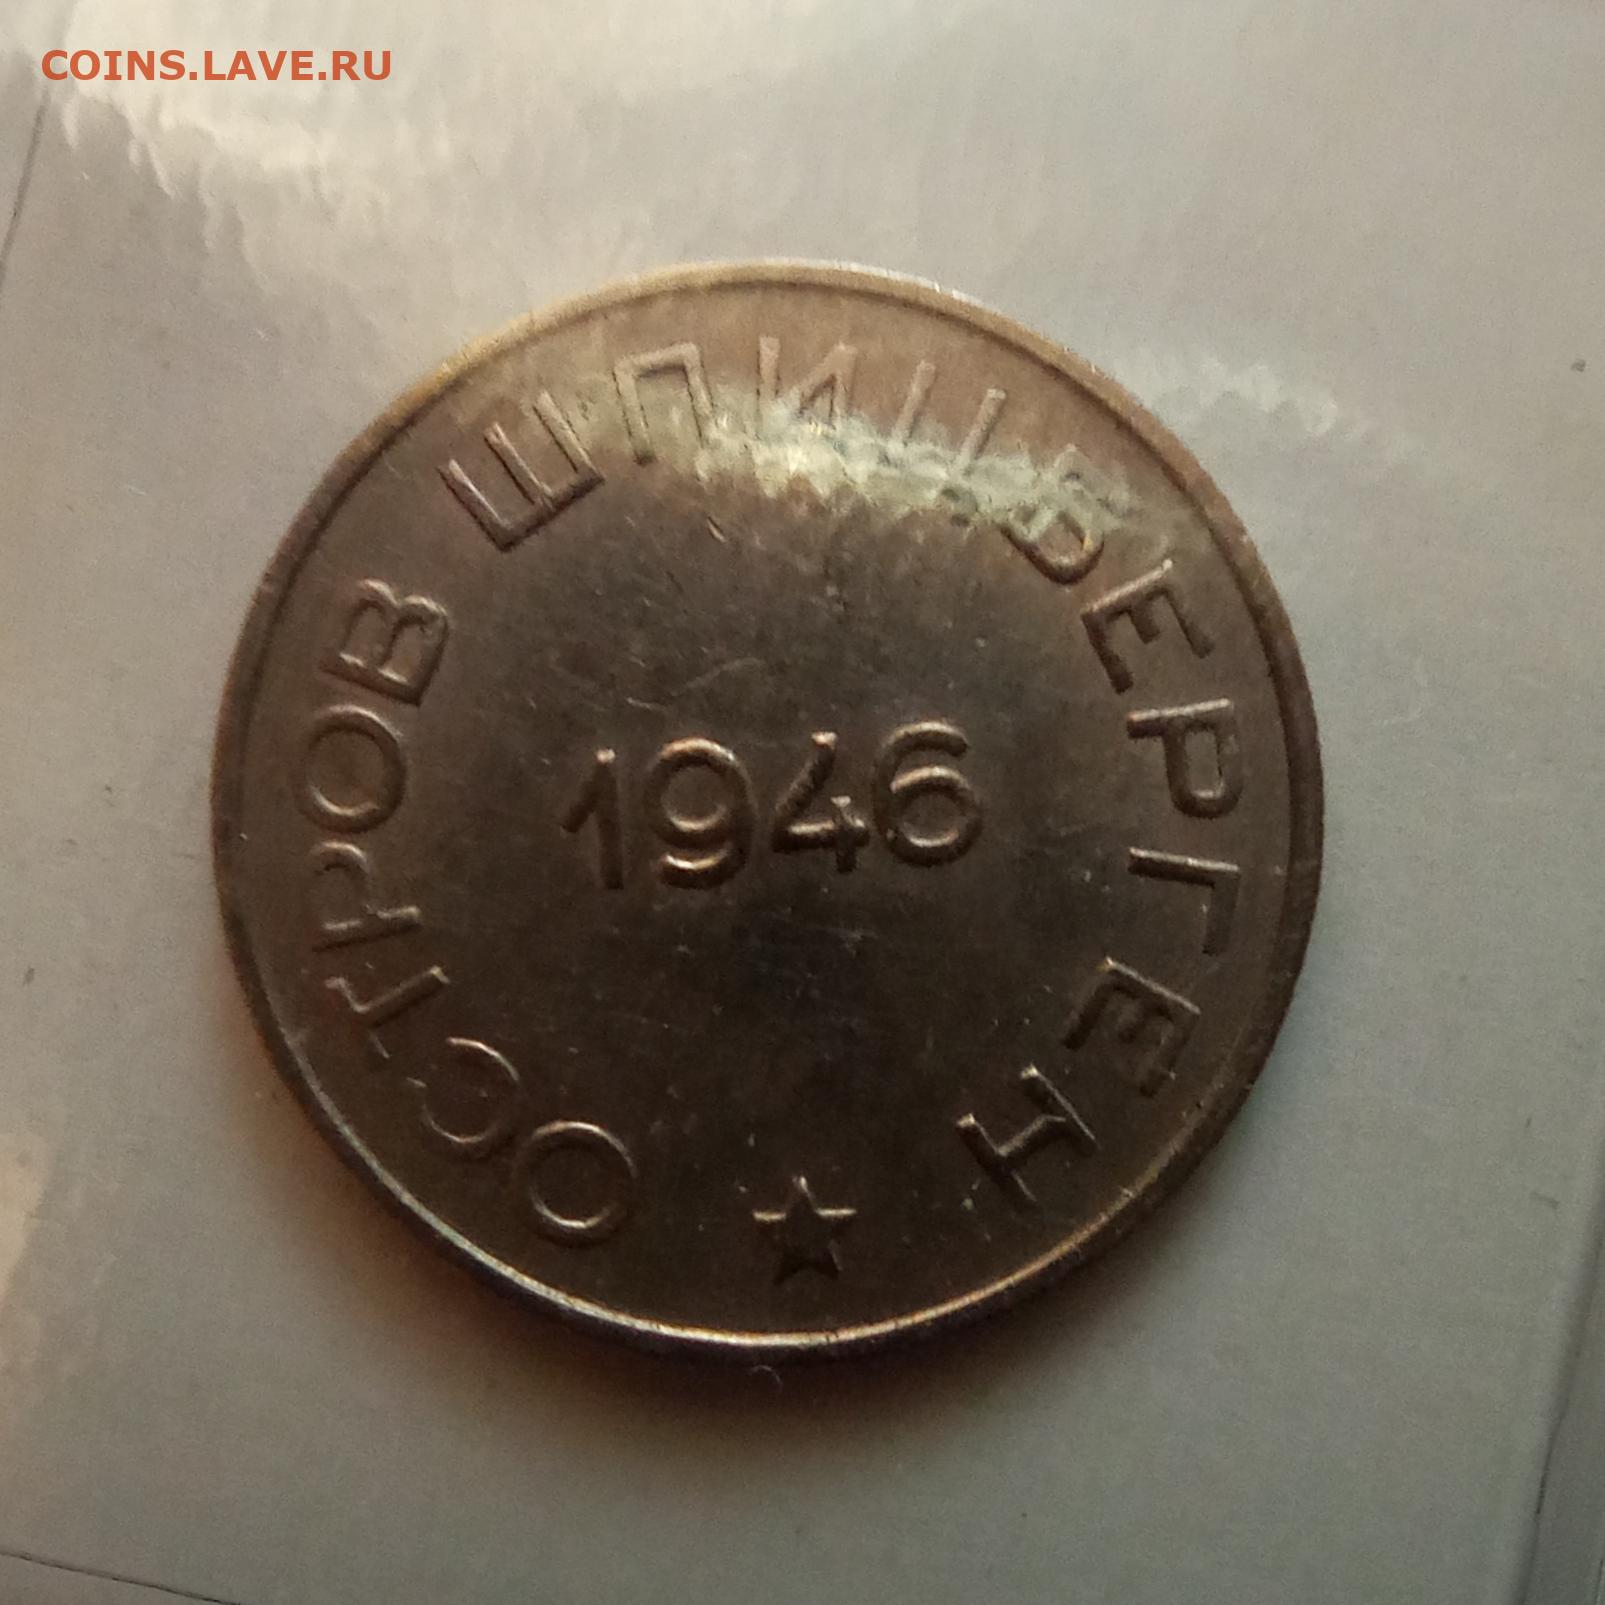 COINS.LAVE.RU
ОСТРОВ ШПИЦБЕРГЕН
1946